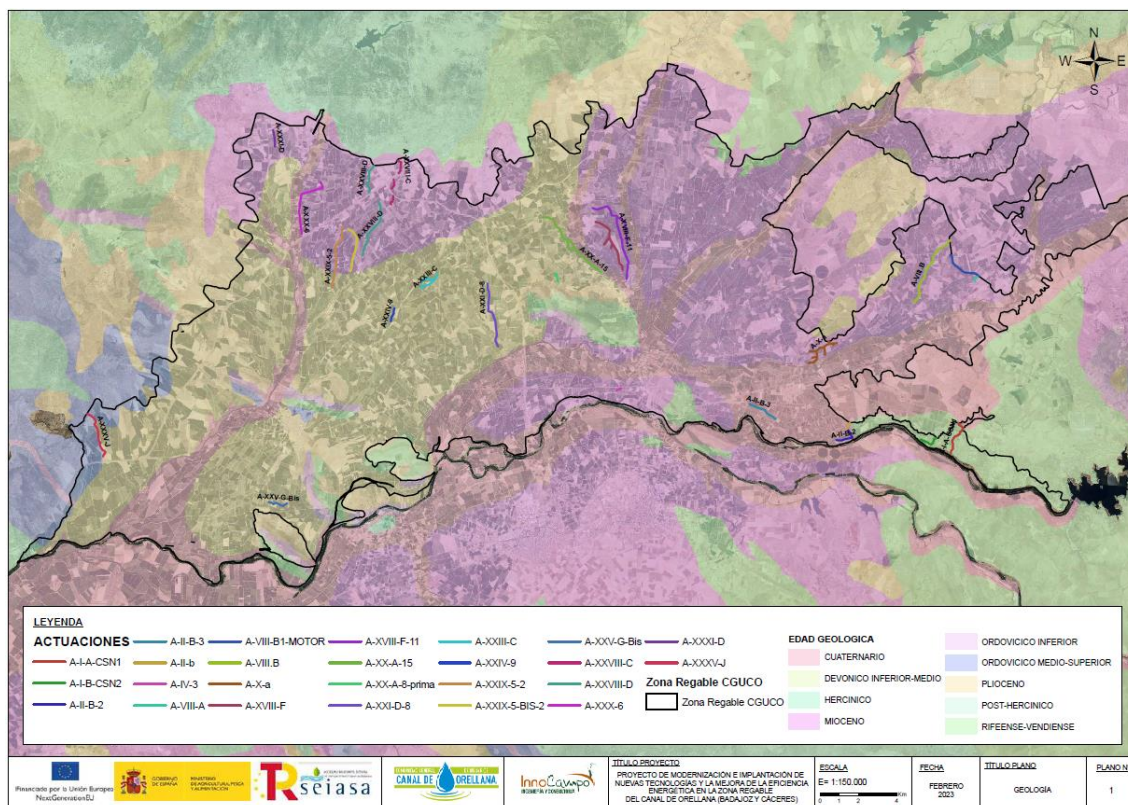 N
W E
S
A-XXXI-D
A-XXVIII-D
A-XXVIII-C
A-XXX-6
A-XXVIII-D
A-XXIX-5-2
A-XVIII-F-11
A-XX-A-15
A-XXIII-C
A-XXIV-9
A-XXI-D-8
A-VIII.B
A-X-a
A-XXXV-J
A-II-B-3
A-II-B-2
A-XXV-G-Bis
LEYENDA
ACTUACIONES
A-I-A-CSN1
A-I-B-CSN2
A-II-B-2
A-II-B-3
A-II-b
A-IV-3
A-VIII-A
A-VIII-B1-MOTOR
A-VIII.B
A-X-a
A-XVIII-F
A-XVIII-F-11
A-XX-A-15
A-XX-A-8-prima
A-XXI-D-8
A-XXIII-C
A-XXIV-9
A-XXIX-5-2
A-XXIX-5-BIS-2
A-XXV-G-Bis
A-XXVIII-C
A-XXVIII-D
A-XXX-6
A-XXXI-D
A-XXXV-J
Zona Regable CGUCO
Zona Regable CGUCO
EDAD GEOLOGICA
CUATERNARIO
DEVONICO INFERIOR-MEDIO
HERCINICO
MIOCENO
ORDOVICICO INFERIOR
ORDOVICICO MEDIO-SUPERIOR
PLIOCENO
POST-HERCINICO
RIFEENSE-VENDIENSE
Financiado por la Unión Europea
NextGenerationEU
GOBIERNO
DE ESPAÑA
MINISTERIO
DE AGRICULTURA, PESCA
Y ALIMENTACIÓN
R
seiasa
CANAL DE ORELLANA
InnoCampo
TÍTULO PROYECTO
PROYECTO DE MODERNIZACIÓN E IMPLANTACIÓN DE
NUEVAS TECNOLOGÍAS Y LA MEJORA DE LA EFICIENCIA
ENERGÉTICA EN LA ZONA REGABLE
DEL CANAL DE ORELLANA (BADAJOZ Y CÁCERES)
ESCALA
E= 1:150.000
0 1 2 4 Km
FECHA
FEBRERO
2023
TÍTULO PLANO
GEOLOGÍA
PLANO Nº
1